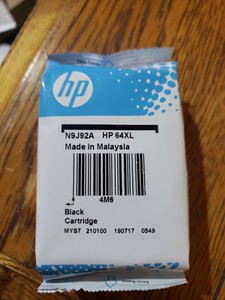 hp
N9J92A HP 64XL
Made in Malaysia
4M6
Black
Cartridge
MYS7 210100 190717 0549